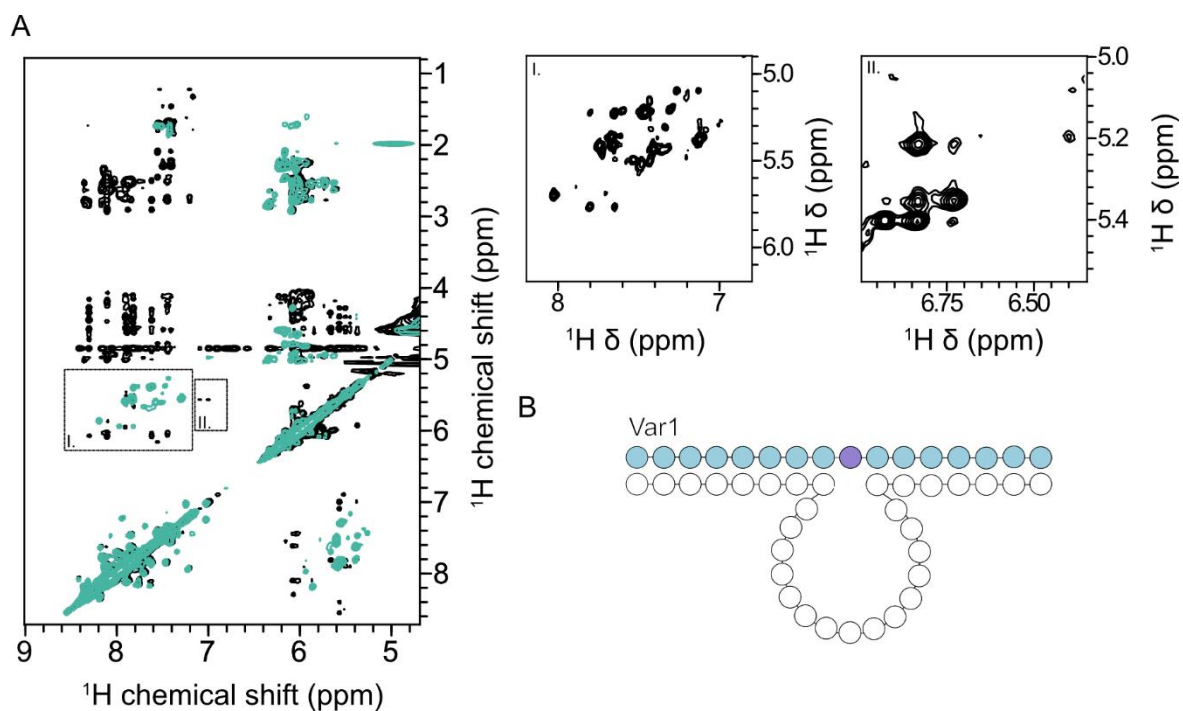 A
1
2
3
4
5
6
7
8
¹H chemical shift (ppm)
I.
II.
9
8
7
6
5
¹H chemical shift (ppm)
I.
5.0
5.5
6.0
¹H δ (ppm)
8
7
¹H δ (ppm)
II.
5.0
5.2
5.4
¹H δ (ppm)
6.75
6.50
¹H δ (ppm)
B
Var1